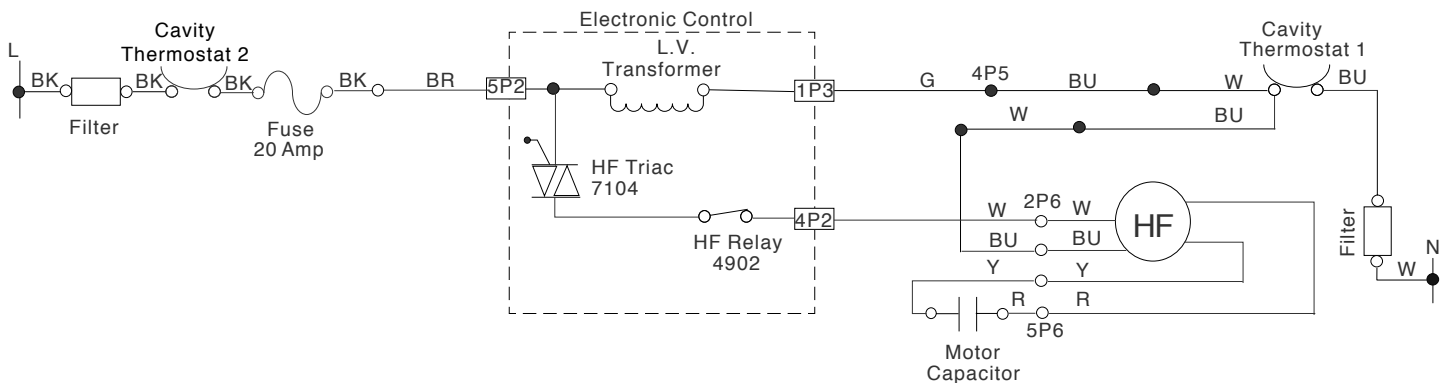 Electronic Control
L
Cavity
Thermostat 2
BK
BK
BK
BK
BR
5P2
L.V.
Transformer
1P3
G
4P5
BU
W
Cavity
Thermostat 1
BU
Filter
Fuse
20 Amp
W
BU
HF Triac
7104
HF Relay
4902
4P2
W
2P6
W
HF
BU
BU
Y
Y
R
R
5P6
Motor
Capacitor
Filter
W
N